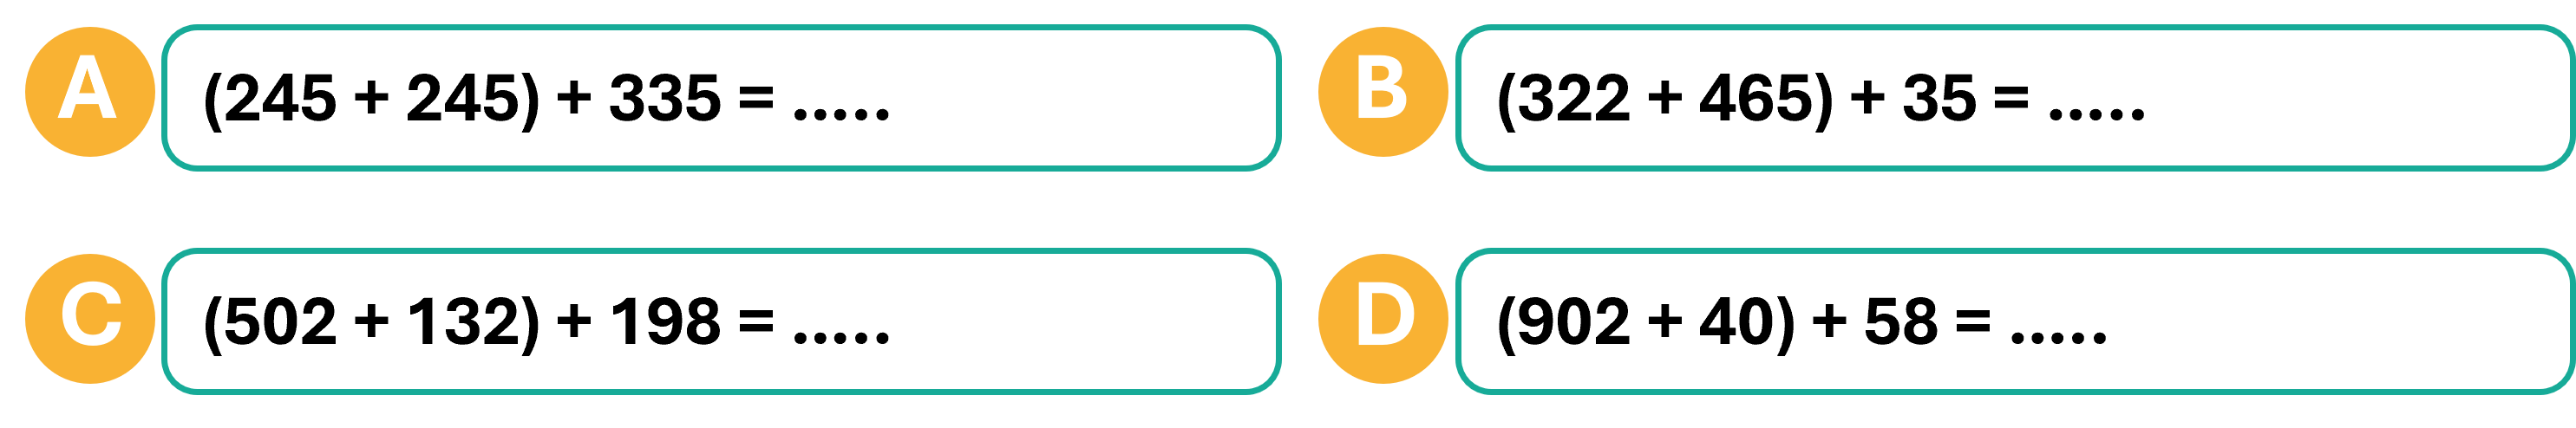 A (245 + 245) + 335 = .....
B (322 + 465) + 35 = .....
C (502 + 132) + 198 = .....
D (902 + 40) + 58 = .....